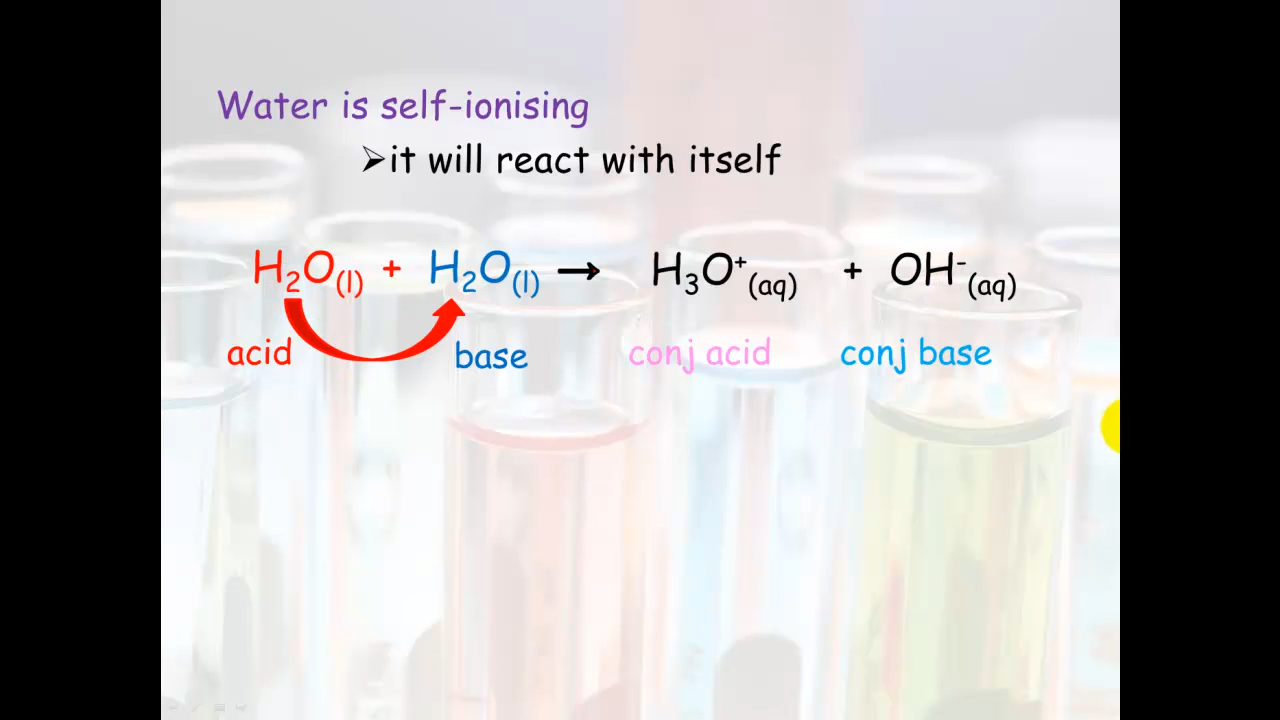 Water is self-ionising
➢it will react with itself
H₂O(l) + H₂O(l) → H₃O⁺(aq) + OH⁻(aq)
acid base conj acid conj base